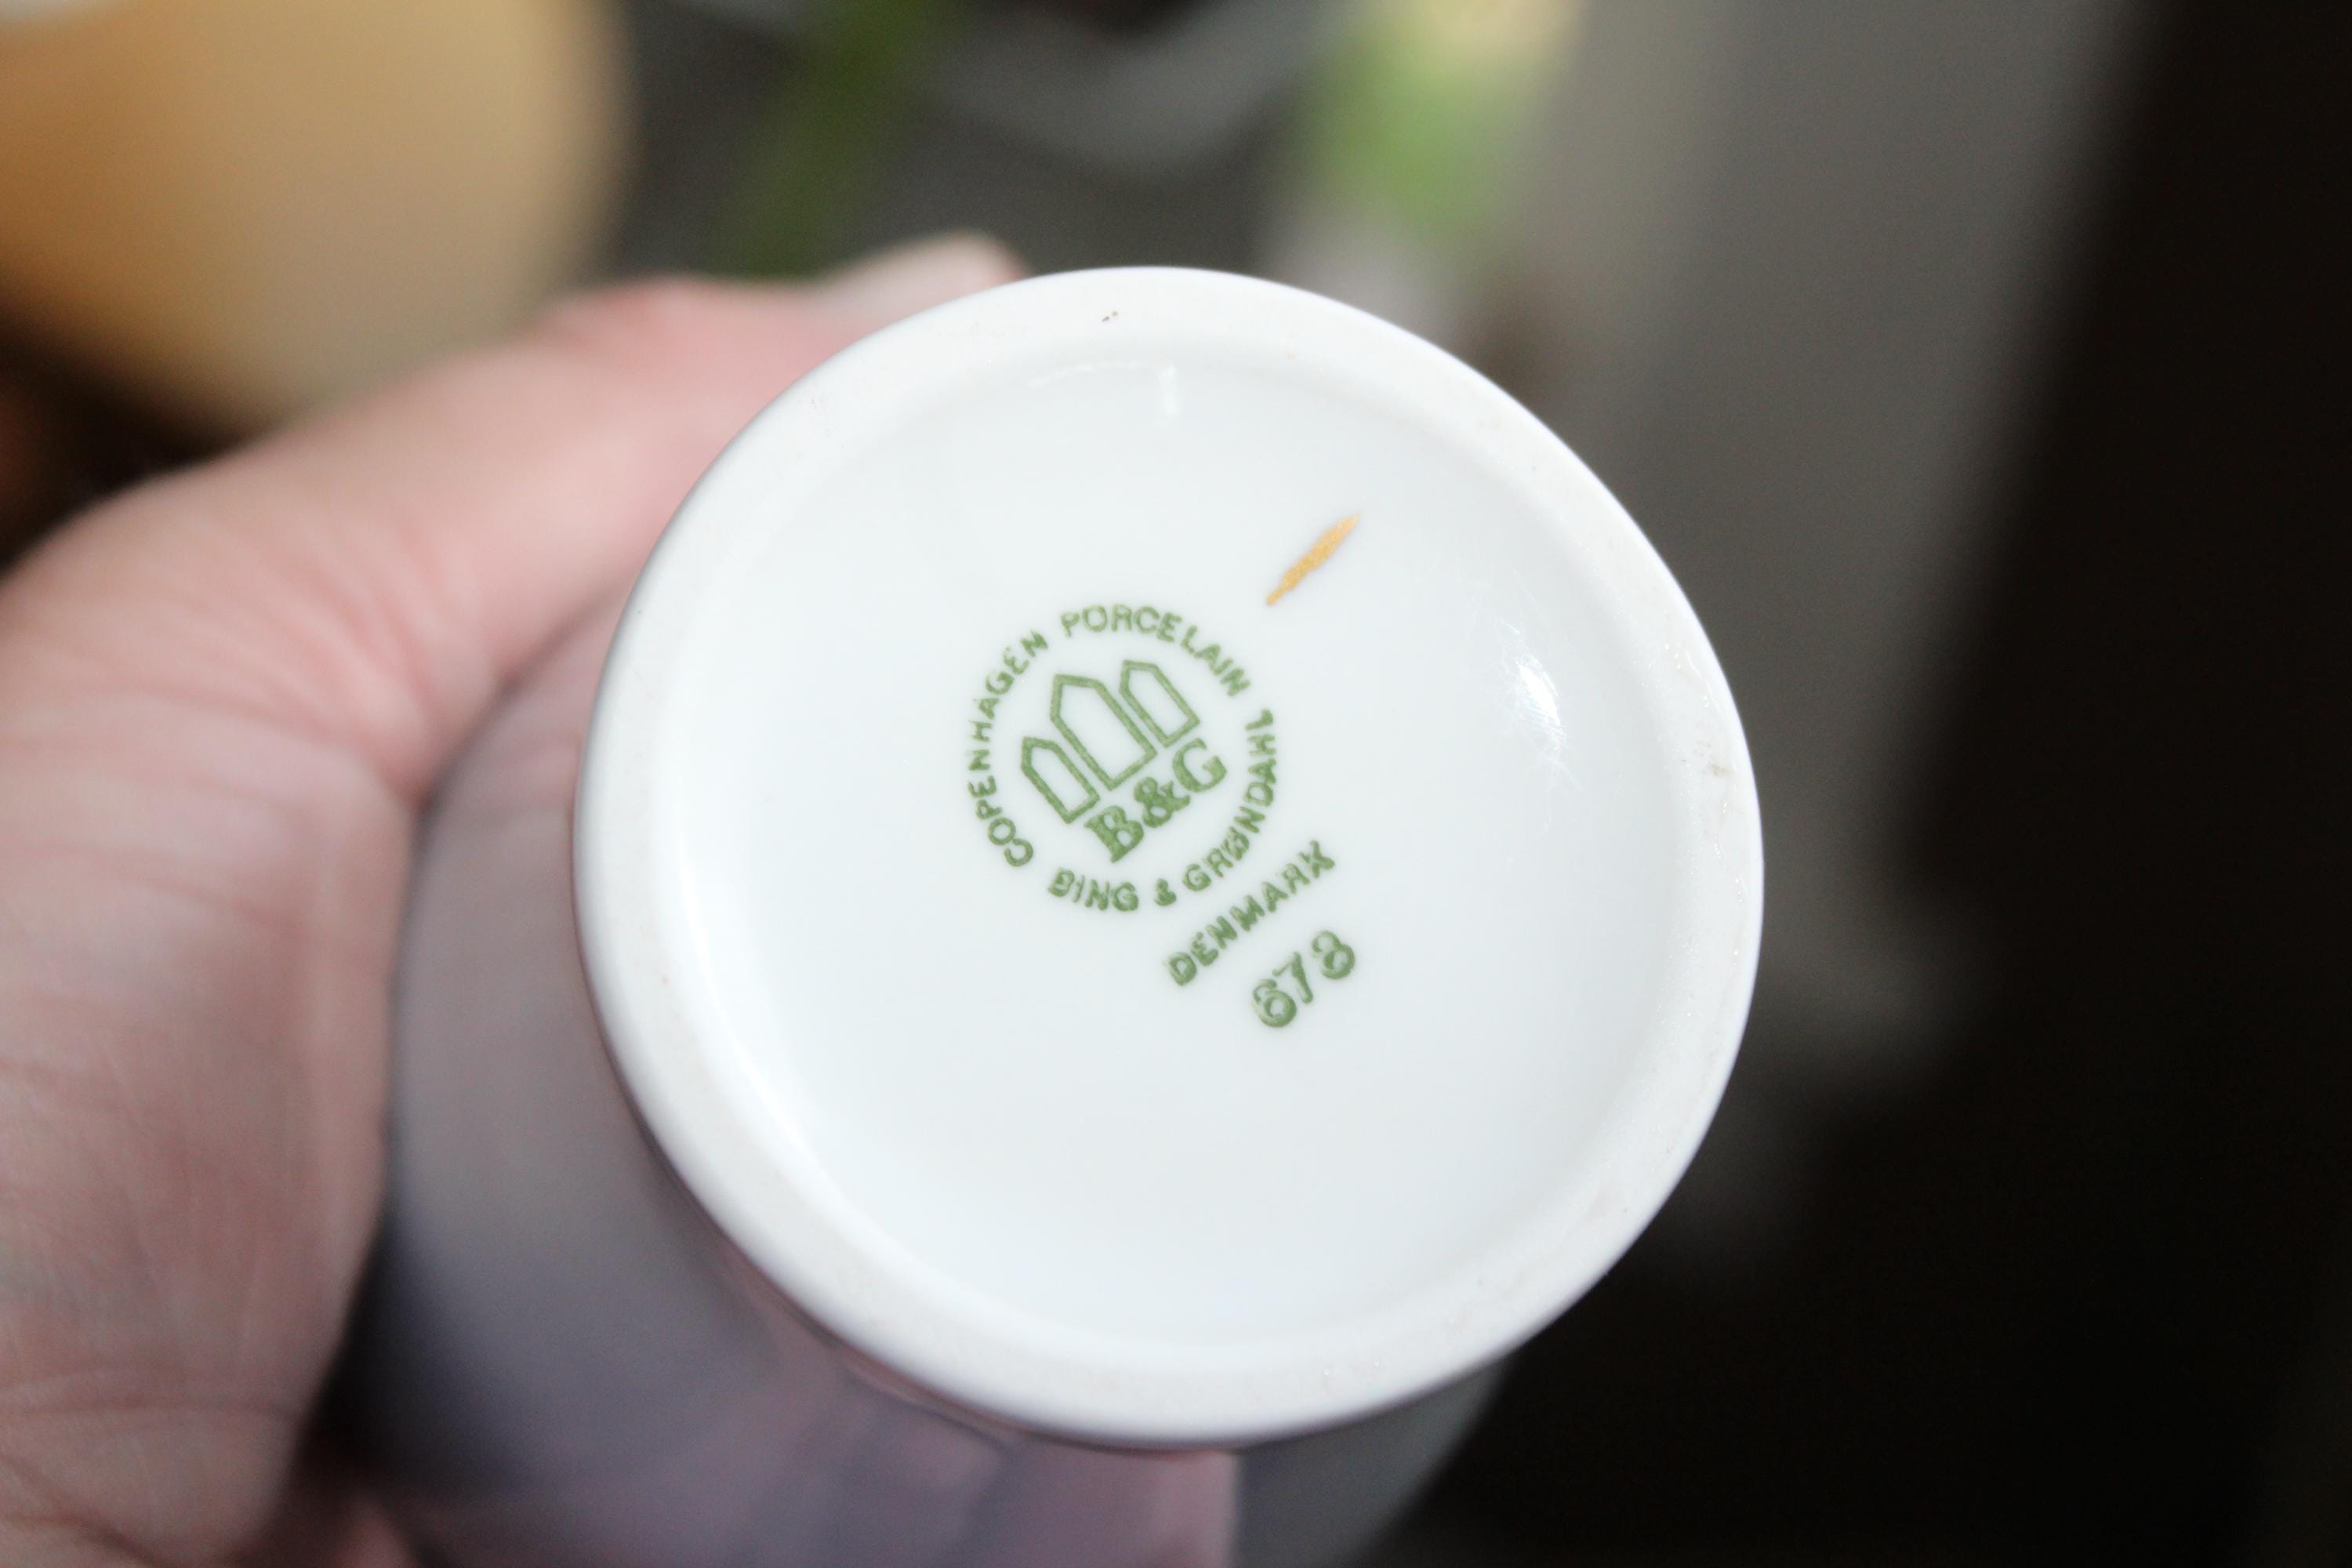 COPENHAGEN PORCELAIN
B&G
BING & GRØNDAHL
DENMARK
678